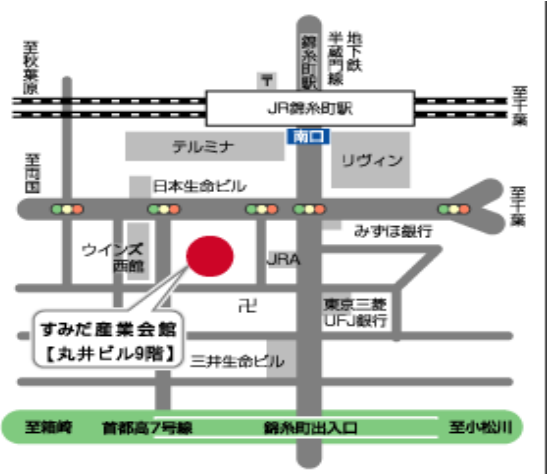 至秋葉原
錦糸町駅
地下鉄
半蔵門線
〒
至千葉
JR錦糸町駅
南口
テルミナ
リヴィン
至両国
日本生命ビル
至千葉
みずほ銀行
ウインズ
西館
JRA
卍
東京三菱
UFJ銀行
すみだ産業会館
【丸井ビル9階】
三井生命ビル
至箱崎
首都高7号線
錦糸町出入口
至小松川